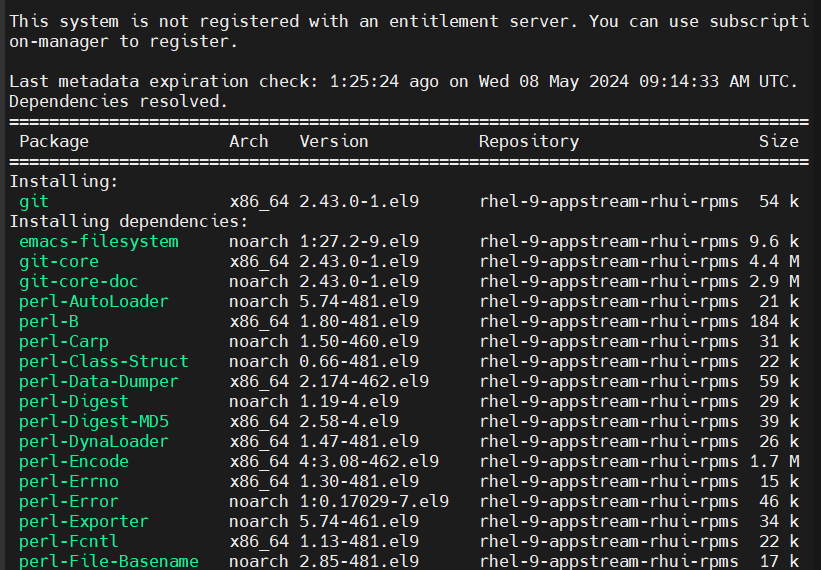 This system is not registered with an entitlement server. You can use subscripti
on-manager to register.
Last metadata expiration check: 1:25:24 ago on Wed 08 May 2024 09:14:33 AM UTC.
Dependencies resolved.
================================================================================
Package Arch Version Repository Size
================================================================================
Installing:
git x86_64 2.43.0-1.el9 rhel-9-appstream-rhui-rpms 54 k
Installing dependencies:
emacs-filesystem noarch 1:27.2-9.el9 rhel-9-appstream-rhui-rpms 9.6 k
git-core x86_64 2.43.0-1.el9 rhel-9-appstream-rhui-rpms 4.4 M
git-core-doc noarch 2.43.0-1.el9 rhel-9-appstream-rhui-rpms 2.9 M
perl-AutoLoader noarch 5.74-481.el9 rhel-9-appstream-rhui-rpms 21 k
perl-B x86_64 1.80-481.el9 rhel-9-appstream-rhui-rpms 184 k
perl-Carp noarch 1.50-460.el9 rhel-9-appstream-rhui-rpms 31 k
perl-Class-Struct noarch 0.66-481.el9 rhel-9-appstream-rhui-rpms 22 k
perl-Data-Dumper x86_64 2.174-462.el9 rhel-9-appstream-rhui-rpms 59 k
perl-Digest noarch 1.19-4.el9 rhel-9-appstream-rhui-rpms 29 k
perl-Digest-MD5 x86_64 2.58-4.el9 rhel-9-appstream-rhui-rpms 39 k
perl-DynaLoader x86_64 1.47-481.el9 rhel-9-appstream-rhui-rpms 26 k
perl-Encode x86_64 4:3.08-462.el9 rhel-9-appstream-rhui-rpms 1.7 M
perl-Errno x86_64 1.30-481.el9 rhel-9-appstream-rhui-rpms 15 k
perl-Error noarch 1:0.17029-7.el9 rhel-9-appstream-rhui-rpms 46 k
perl-Exporter noarch 5.74-461.el9 rhel-9-appstream-rhui-rpms 34 k
perl-Fcntl x86_64 1.13-481.el9 rhel-9-appstream-rhui-rpms 22 k
perl-File-Basename noarch 2.85-481.el9 rhel-9-appstream-rhui-rpms 17 k